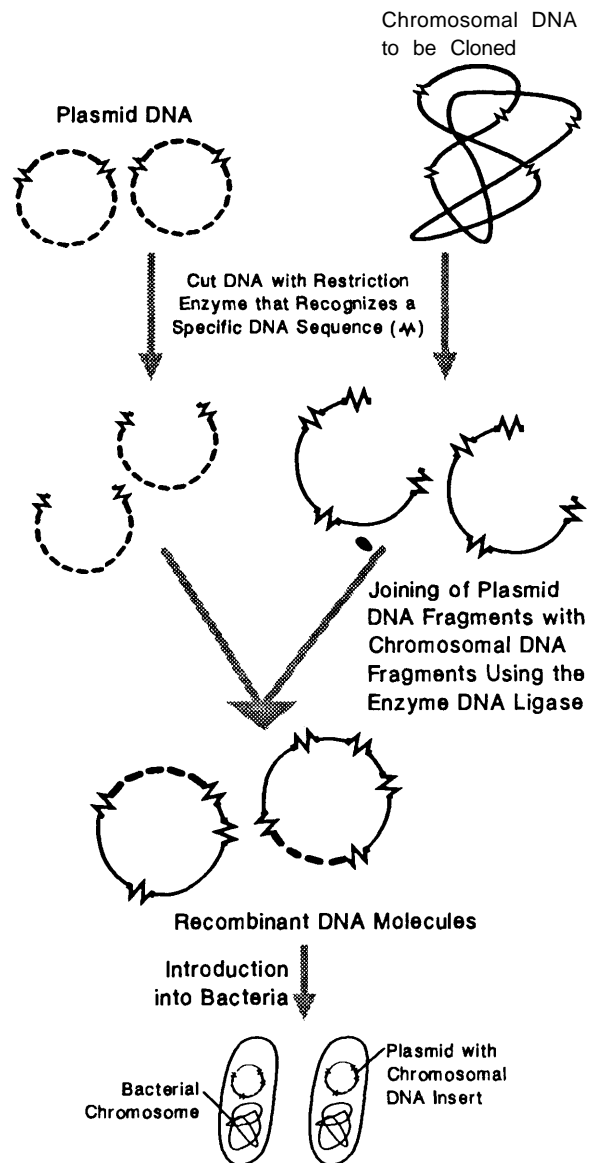 Chromosomal DNA
to be Cloned
Plasmid DNA
Cut DNA with Restriction
Enzyme that Recognizes a
Specific DNA Sequence ( )
Joining of Plasmid
DNA Fragments with
Chromosomal DNA
Fragments Using the
Enzyme DNA Ligase
Recombinant DNA Molecules
Introduction
into Bacteria
Bacterial
Chromosome
Plasmid with
Chromosomal
DNA Insert